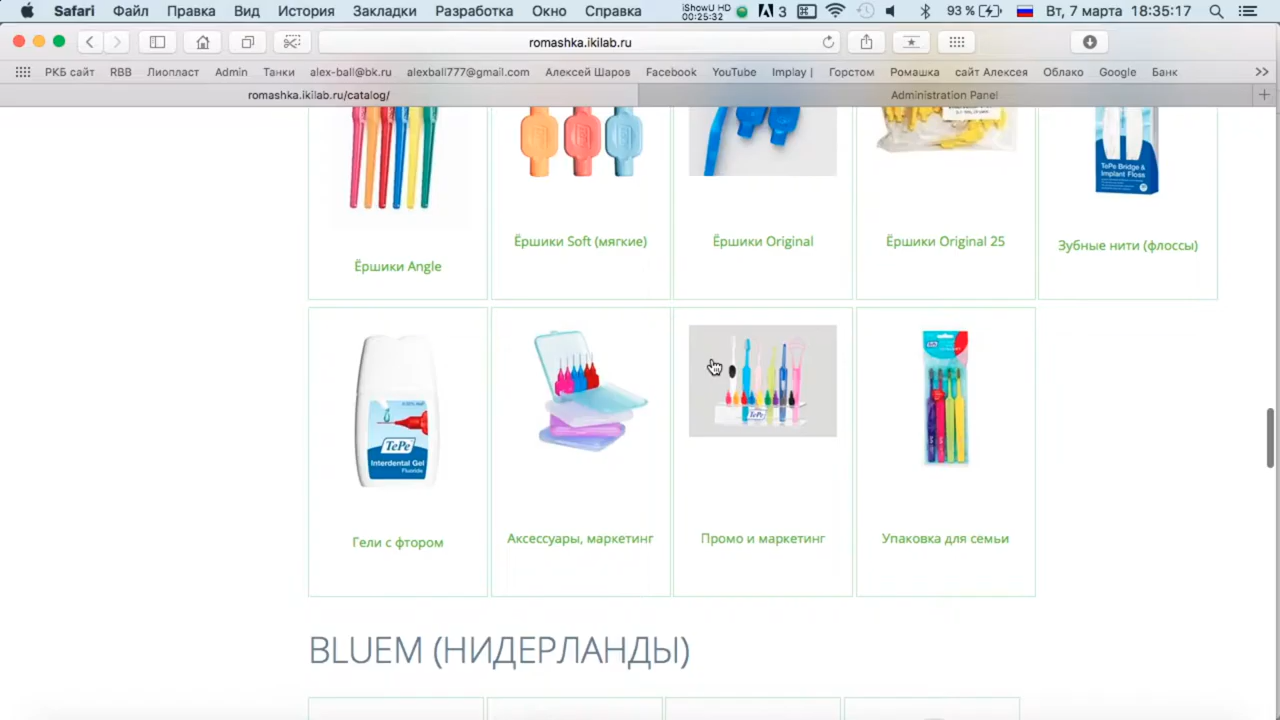 Safari Файл Правка Вид История Закладки Разработка Окно Справка
iShowU HD
00:25:32
3
93 %
Вт, 7 марта 18:35:17
romashka.ikilab.ru
РКБ сайт RBB Лиопласт Admin Танки alex-ball@bk.ru alexball777@gmail.com Алексей Шаров Facebook YouTube Implay | Горстом Ромашка сайт Алексея Облако Google Банк
romashka.ikilab.ru/catalog/ Administration Panel
TePe Bridge &
Implant Floss
Ёршики Angle
Ёршики Soft (мягкие)
Ёршики Original
Ёршики Original 25
Зубные нити (флоссы)
TePe
Interdental Gel
Fluoride
TePe
Гели с фтором
Аксессуары, маркетинг
Промо и маркетинг
Упаковка для семьи
BLUEM (НИДЕРЛАНДЫ)